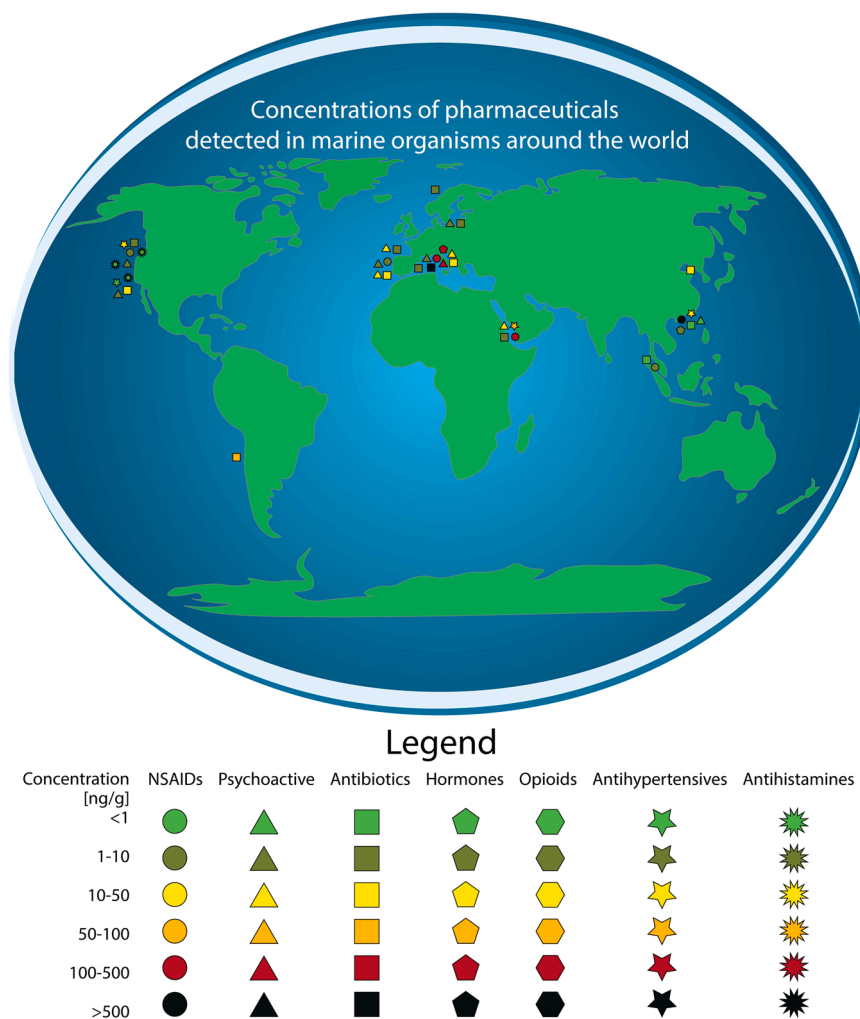 Concentrations of pharmaceuticals
detected in marine organisms around the world
Legend
Concentration NSAIDs Psychoactive Antibiotics Hormones Opioids Antihypertensives Antihistamines
[ng/g]
<1
1-10
10-50
50-100
100-500
>500